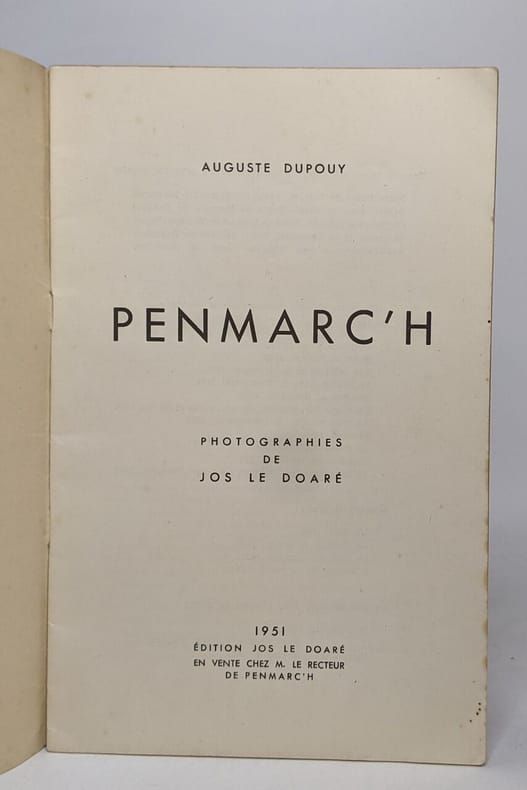 AUGUSTE DUPOUY
PENMARC'H
PHOTOGRAPHIES
DE
JOS LE DOARÉ
1951
ÉDITION JOS LE DOARÉ
EN VENTE CHEZ M. LE RECTEUR
DE PENMARC'H